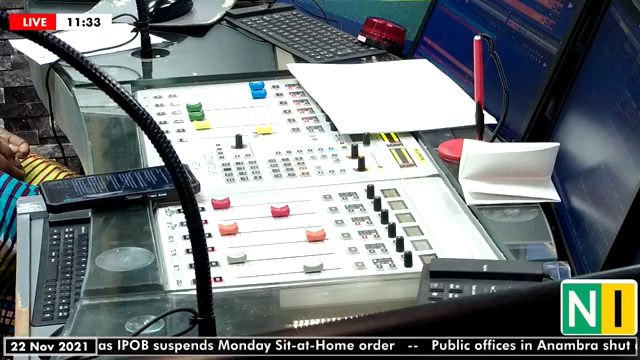 LIVE 11:33
NI
22 Nov 2021 as IPOB suspends Monday Sit-at-Home order -- Public offices in Anambra shut